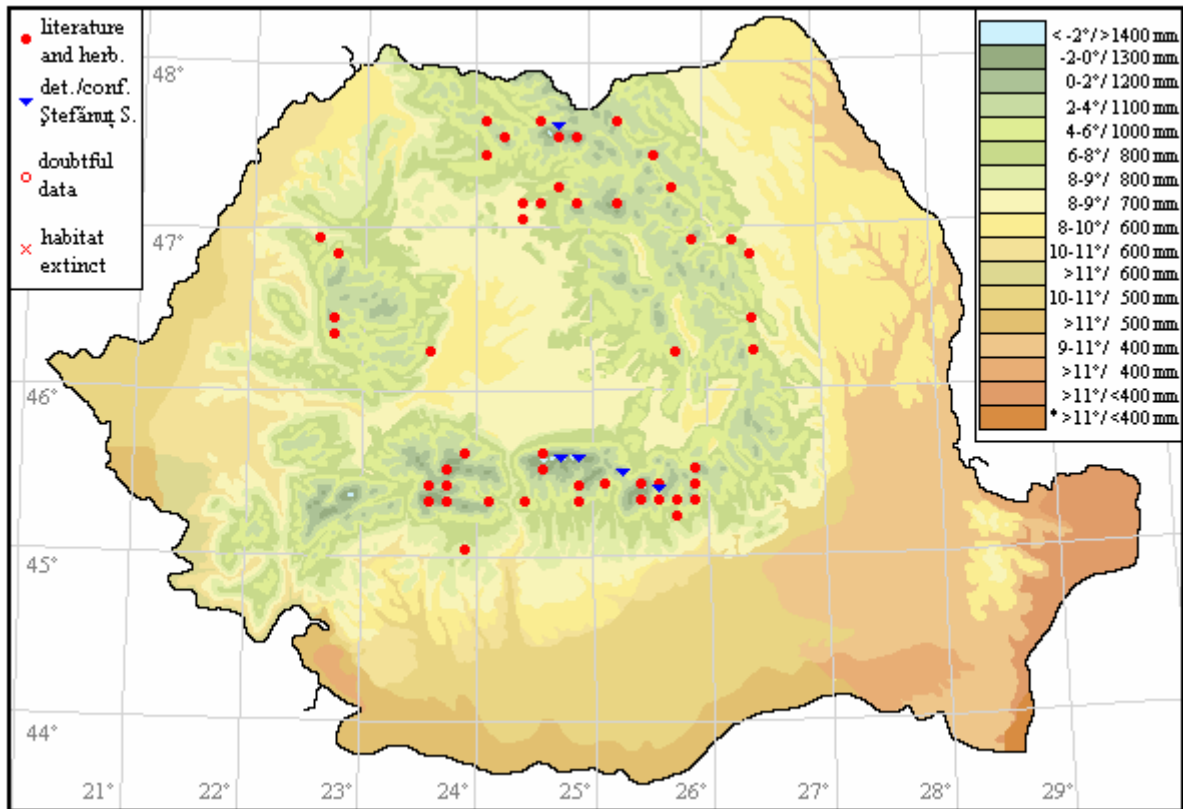 literature
and herb.
det./conf.
Ștefănuț S.
doubtful
data
habitat
extinct
< -2°/>1400 mm
-2-0°/ 1300 mm
0-2°/ 1200 mm
2-4°/ 1100 mm
4-6°/ 1000 mm
6-8°/ 800 mm
8-9°/ 800 mm
8-9°/ 700 mm
8-10°/ 600 mm
10-11°/ 600 mm
>11°/ 600 mm
10-11°/ 500 mm
>11°/ 500 mm
9-11°/ 400 mm
>11°/ 400 mm
>11°/<400 mm
* >11°/<400 mm
48°
47°
46°
45°
44°
21°
22°
23°
24°
25°
26°
27°
28°
29°